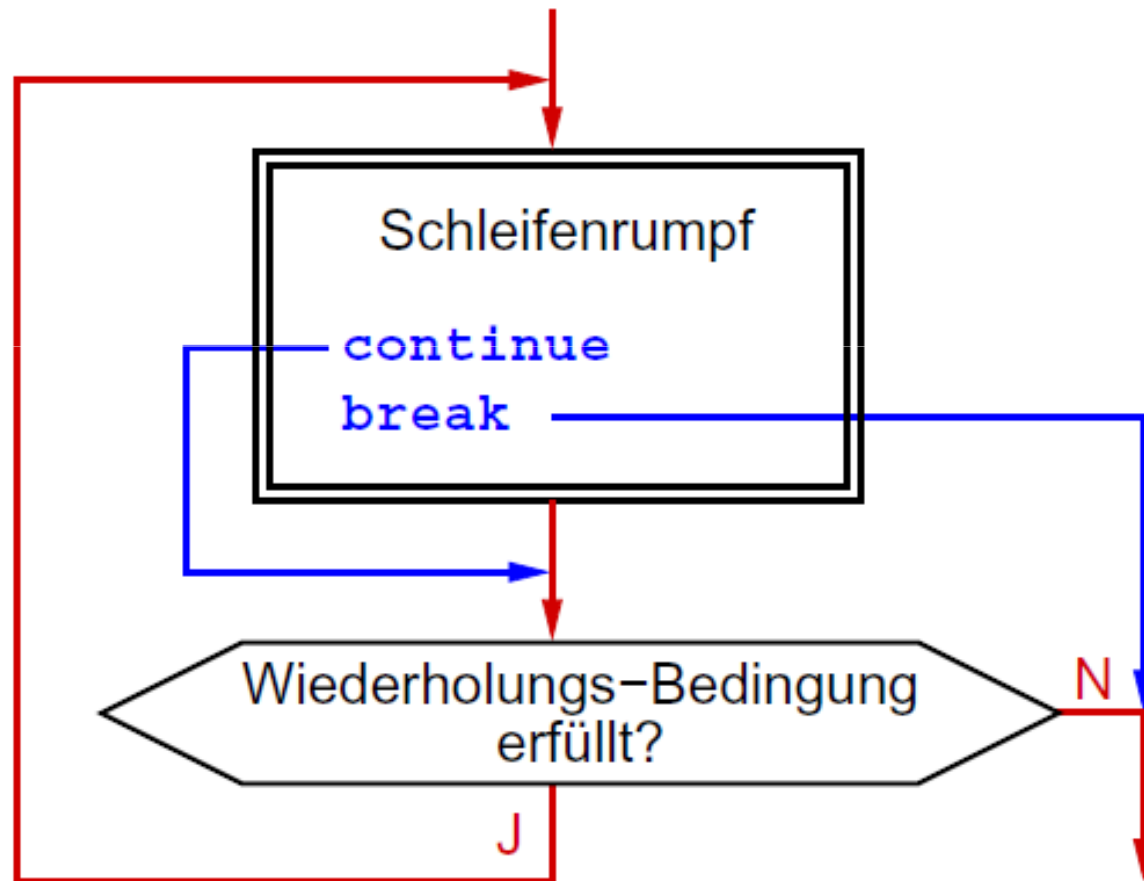 Schleifenrumpf
continue
break
Wiederholungs-Bedingung
erfüllt?
N
J